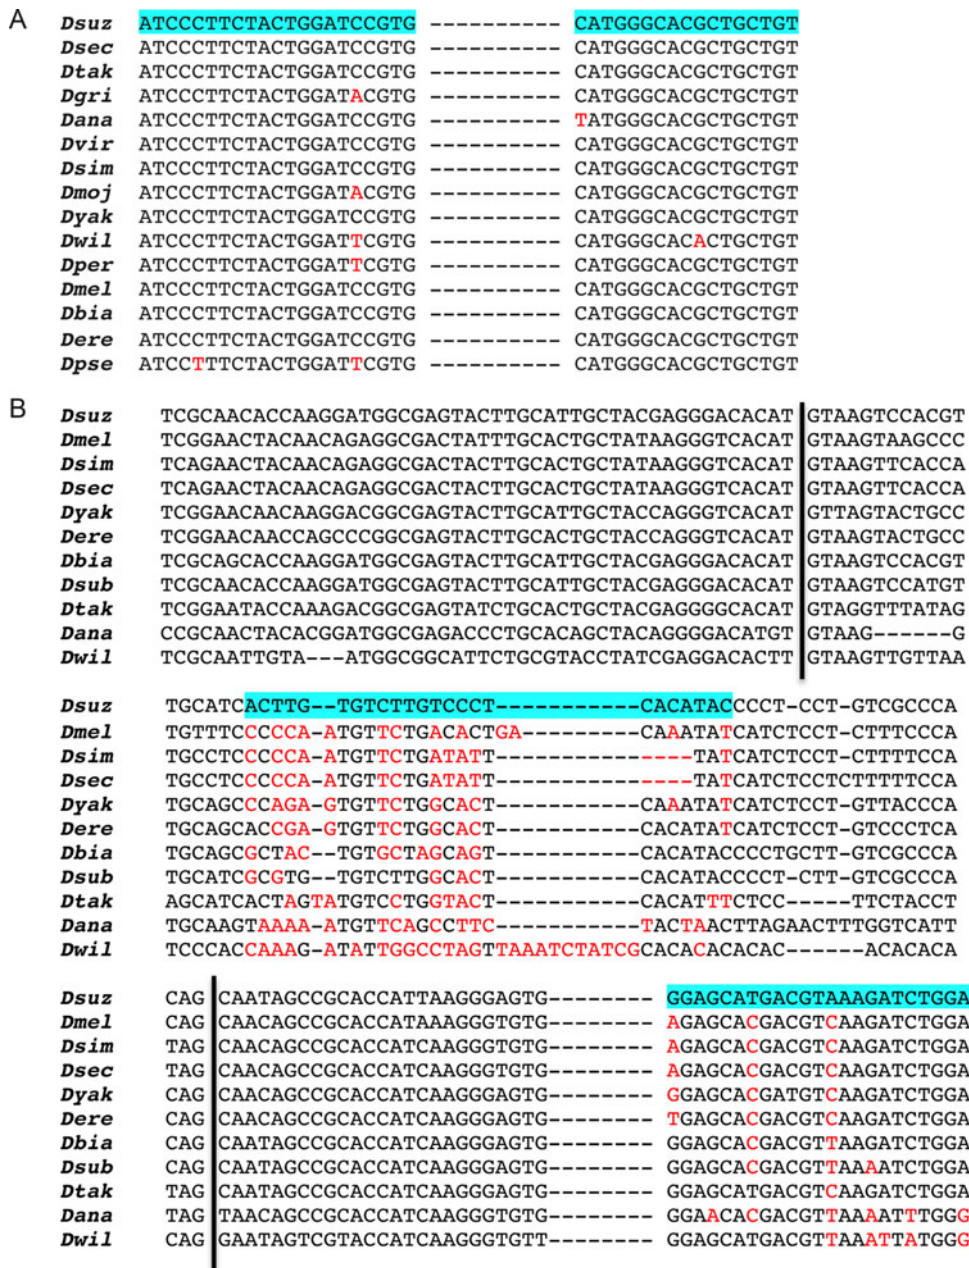 A
Dsuz ATCCCTTCTACTGGATCCGTG ---------- CATGGGCACGCTGCTGT
Dsec ATCCCTTCTACTGGATCCGTG ---------- CATGGGCACGCTGCTGT
Dtak ATCCCTTCTACTGGATCCGTG ---------- CATGGGCACGCTGCTGT
Dgri ATCCCTTCTACTGGATACGTG ---------- CATGGGCACGCTGCTGT
Dana ATCCCTTCTACTGGATCCGTG ---------- TATGGGCACGCTGCTGT
Dvir ATCCCTTCTACTGGATCCGTG ---------- CATGGGCACGCTGCTGT
Dsim ATCCCTTCTACTGGATCCGTG ---------- CATGGGCACGCTGCTGT
Dmoj ATCCCTTCTACTGGATACGTG ---------- CATGGGCACGCTGCTGT
Dyak ATCCCTTCTACTGGATCCGTG ---------- CATGGGCACGCTGCTGT
Dwil ATCCCTTCTACTGGATTCGTG ---------- CATGGGCACACTGCTGT
Dper ATCCCTTCTACTGGATTCGTG ---------- CATGGGCACGCTGCTGT
Dmel ATCCCTTCTACTGGATCCGTG ---------- CATGGGCACGCTGCTGT
Dbia ATCCCTTCTACTGGATCCGTG ---------- CATGGGCACGCTGCTGT
Dere ATCCCTTCTACTGGATCCGTG ---------- CATGGGCACGCTGCTGT
Dpse ATCCTTTCTACTGGATTCGTG ---------- CATGGGCACGCTGCTGT
B
Dsuz TCGCAACACCAAGGATGGCGAGTACTTGCATTGCTACGAGGGACACAT GTAAGTCCACGT
Dmel TCGGAACTACAACAGAGGCGACTATTTGCACTGCTATAAGGGTCACAT GTAAGTAAGCCC
Dsim TCAGAACTACAACAGAGGCGACTACTTGCACTGCTATAAGGGTCACAT GTAAGTTCACCA
Dsec TCAGAACTACAACAGAGGCGACTACTTGCACTGCTATAAGGGTCACAT GTAAGTTCACCA
Dyak TCGGAACTACAACAAGGACGGCGAGTACTTGCATTGCTACCAGGGTCACAT GTTAGTACTGCC
Dere TCGGAACAACCAGCCCGGCGAGTACTTGCACTGCTACCAGGGTCACAT GTAAGTACTGCC
Dbia TCGCAGCACCAAGGATGGCGAGTACTTGCATTGCTACGAGGGACACAT GTAAGTCCACGT
Dsub TCGCAACACCAAGGATGGCGAGTACTTGCATTGCTACGAGGGACACAT GTAAGTCCATGT
Dtak TCGGAATACCAAAGACGGCGAGTATCTGCACTGCTACGAGGGGCACAT GTAGGTTTATAG
Dana CCGCAACTACACGGATGGCGAGACCCTGCACAGCTACAGGGGACATGT GTAAG------G
Dwil TCGCAATTGTA---ATGGCGGCATTCTGCGTACCTATCGAGGACACTT GTAAGTTGTTAA
Dsuz TGCATCACTTG--TGTCTTGTCCCT-----------CACATACCCCT-CCT-GTCGCCCA
Dmel TGTTTCCCCCA-ATGTTCTGACACTGA---------CAAATATCATCTCCT-CTTTCCCA
Dsim TGCCTCCCCCA-ATGTTCTGATATT---------------TATCATCTCCT-CTTTTCCA
Dsec TGCCTCCCCCA-ATGTTCTGATATT---------------TATCATCTCCTCTTTTTCCA
Dyak TGCAGCCCAGA-GTGTTCTGGCACT-----------CAAATATCATCTCCT-GTTACCCA
Dere TGCAGCACCGA-GTGTTCTGGCACT-----------CACATATCATCTCCT-GTCCCTCA
Dbia TGCAGCGCTAC--TGTGCTAGCAGT-----------CACATACCCCTGCTT-GTCGCCCA
Dsub TGCATCGCGTG--TGTCTTGGCACT-----------CACATACCCCT-CTT-GTCGCCCA
Dtak AGCATCACTAGTATGTCCTGGTACT-----------CACATTTCTCC---TTCTACCT
Dana TGCAAGTAAAA-ATGTTCAGCCTTC-----------TACTAACTTAGAACTTTGGTCATT
Dwil TCCCACCAAAG-ATATTGGCCTAGTTAAATCTATCGCACACACACAC------ACACACA
Dsuz CAG CAATAGCCGCACCATTAAGGGAGTG-------- GGAGCATGACGTAAAGATCTGGA
Dmel CAG CAACAGCCGCACCATAAAGGGTGTG-------- AGAGCACGACGTCAAGATCTGGA
Dsim TAG CAACAGCCGCACCATCAAGGGTGTG-------- AGAGCACGACGTCAAGATCTGGA
Dsec TAG CAACAGCCGCACCATCAAGGGTGTG-------- AGAGCACGACGTCAAGATCTGGA
Dyak CAG CAACAGCCGCACCATCAAGGGAGTG-------- GGAGCACGATGTCAAGATCTGGA
Dere CAG CAACAGCCGCACCATCAAGGGAGTG-------- TGAGCACGACGTCAAGATCTGGA
Dbia CAG CAATAGCCGCACCATCAAGGGAGTG-------- GGAGCACGACGTTAAGATCTGGA
Dsub CAG CAATAGCCGCACCATCAAGGGAGTG-------- GGAGCACGACGTTAAAATCTGGA
Dtak TAG CAATAGCCGCACCATCAAGGGAGTG-------- GGAGCATGACGTCAAGATCTGGA
Dana TAG TAACAGCCGCACCATCAAGGGAGTG-------- GGAACACGACGTTAAAATTTGGG
Dwil CAG GAATAGTCGTACCATCAAGGGTGTT-------- GGAGCATGACGTTAAATTATGGG